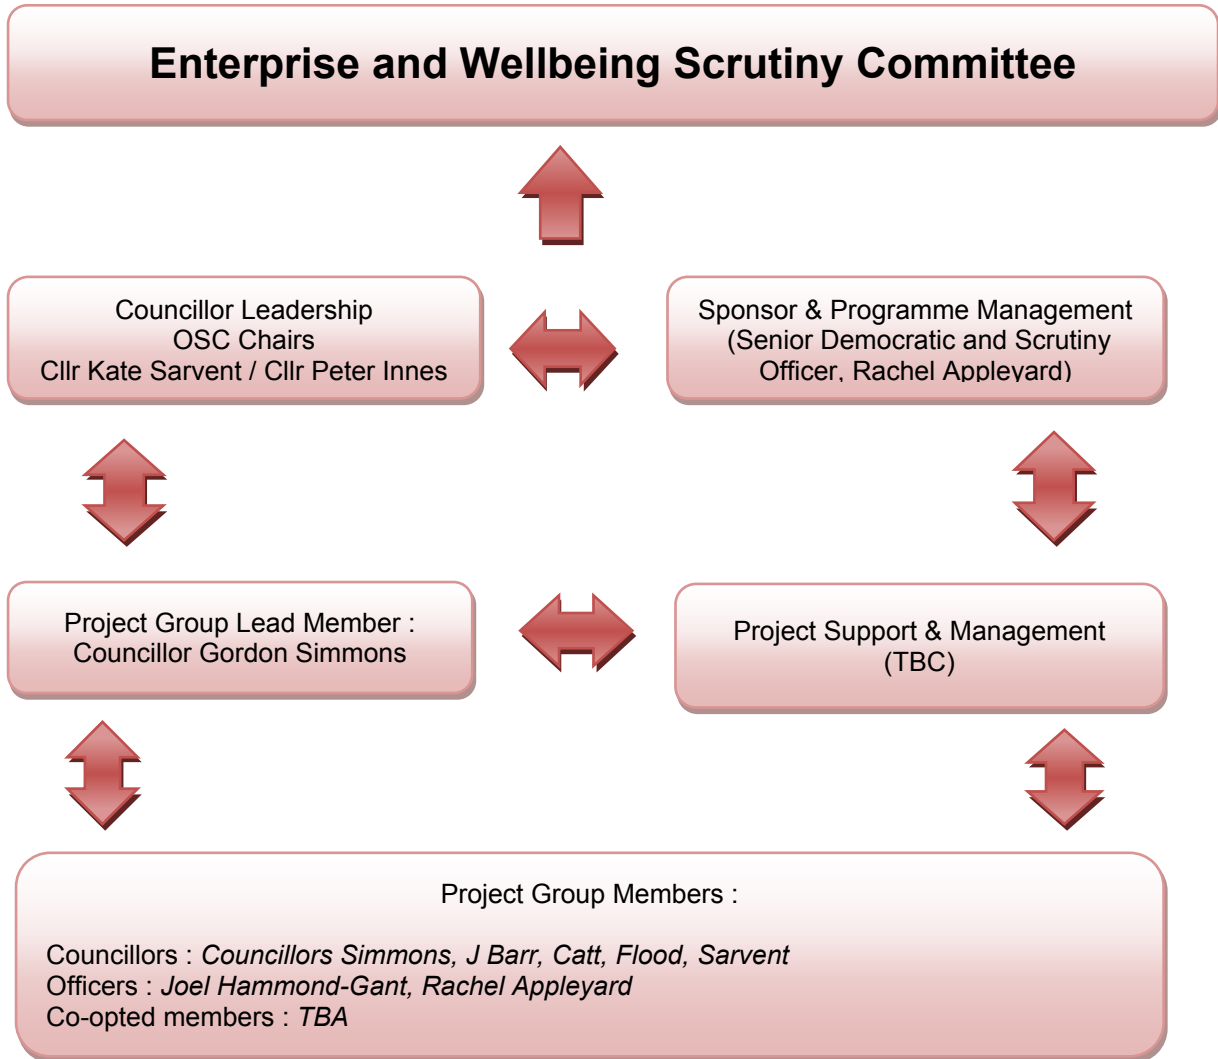 Enterprise and Wellbeing Scrutiny Committee
Councillor Leadership
OSC Chairs
Cllr Kate Sarvent / Cllr Peter Innes
Sponsor & Programme Management
(Senior Democratic and Scrutiny
Officer, Rachel Appleyard)
Project Group Lead Member :
Councillor Gordon Simmons
Project Support & Management
(TBC)
Project Group Members :
Councillors : Councillors Simmons, J Barr, Catt, Flood, Sarvent
Officers : Joel Hammond-Gant, Rachel Appleyard
Co-opted members : TBA